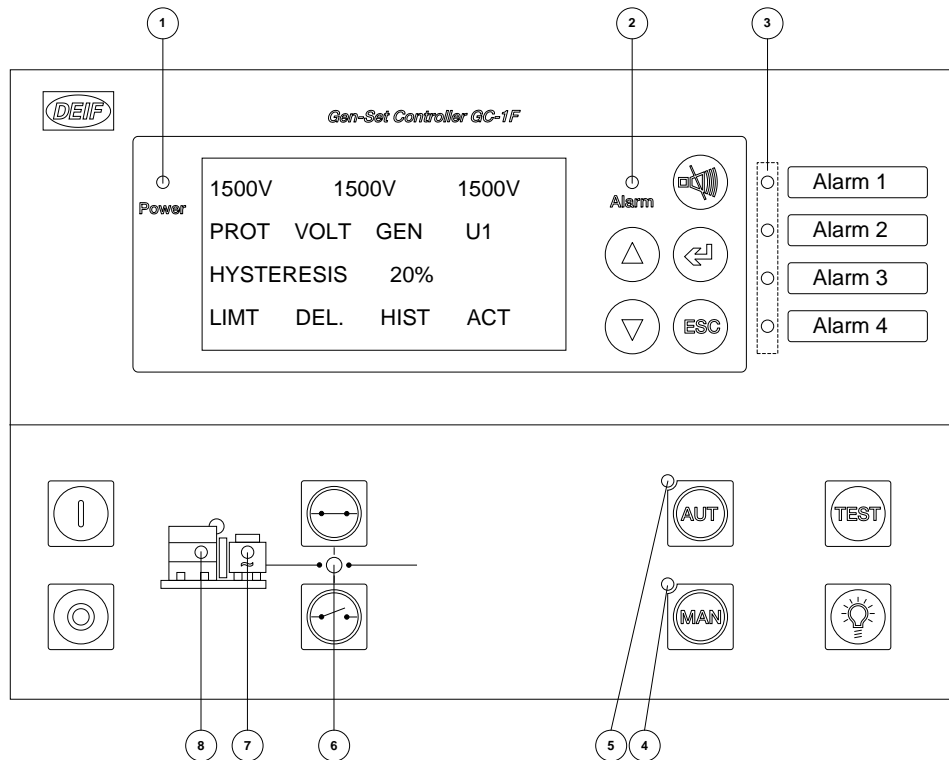 1 2 3
DEIF
Gen-Set Controller GC-1F
Power
1500V 1500V 1500V
PROT VOLT GEN U1
HYSTERESIS 20%
LIMT DEL. HIST ACT
Alarm
ESC
Alarm 1
Alarm 2
Alarm 3
Alarm 4
AUT
TEST
MAN
8 7 6 5 4